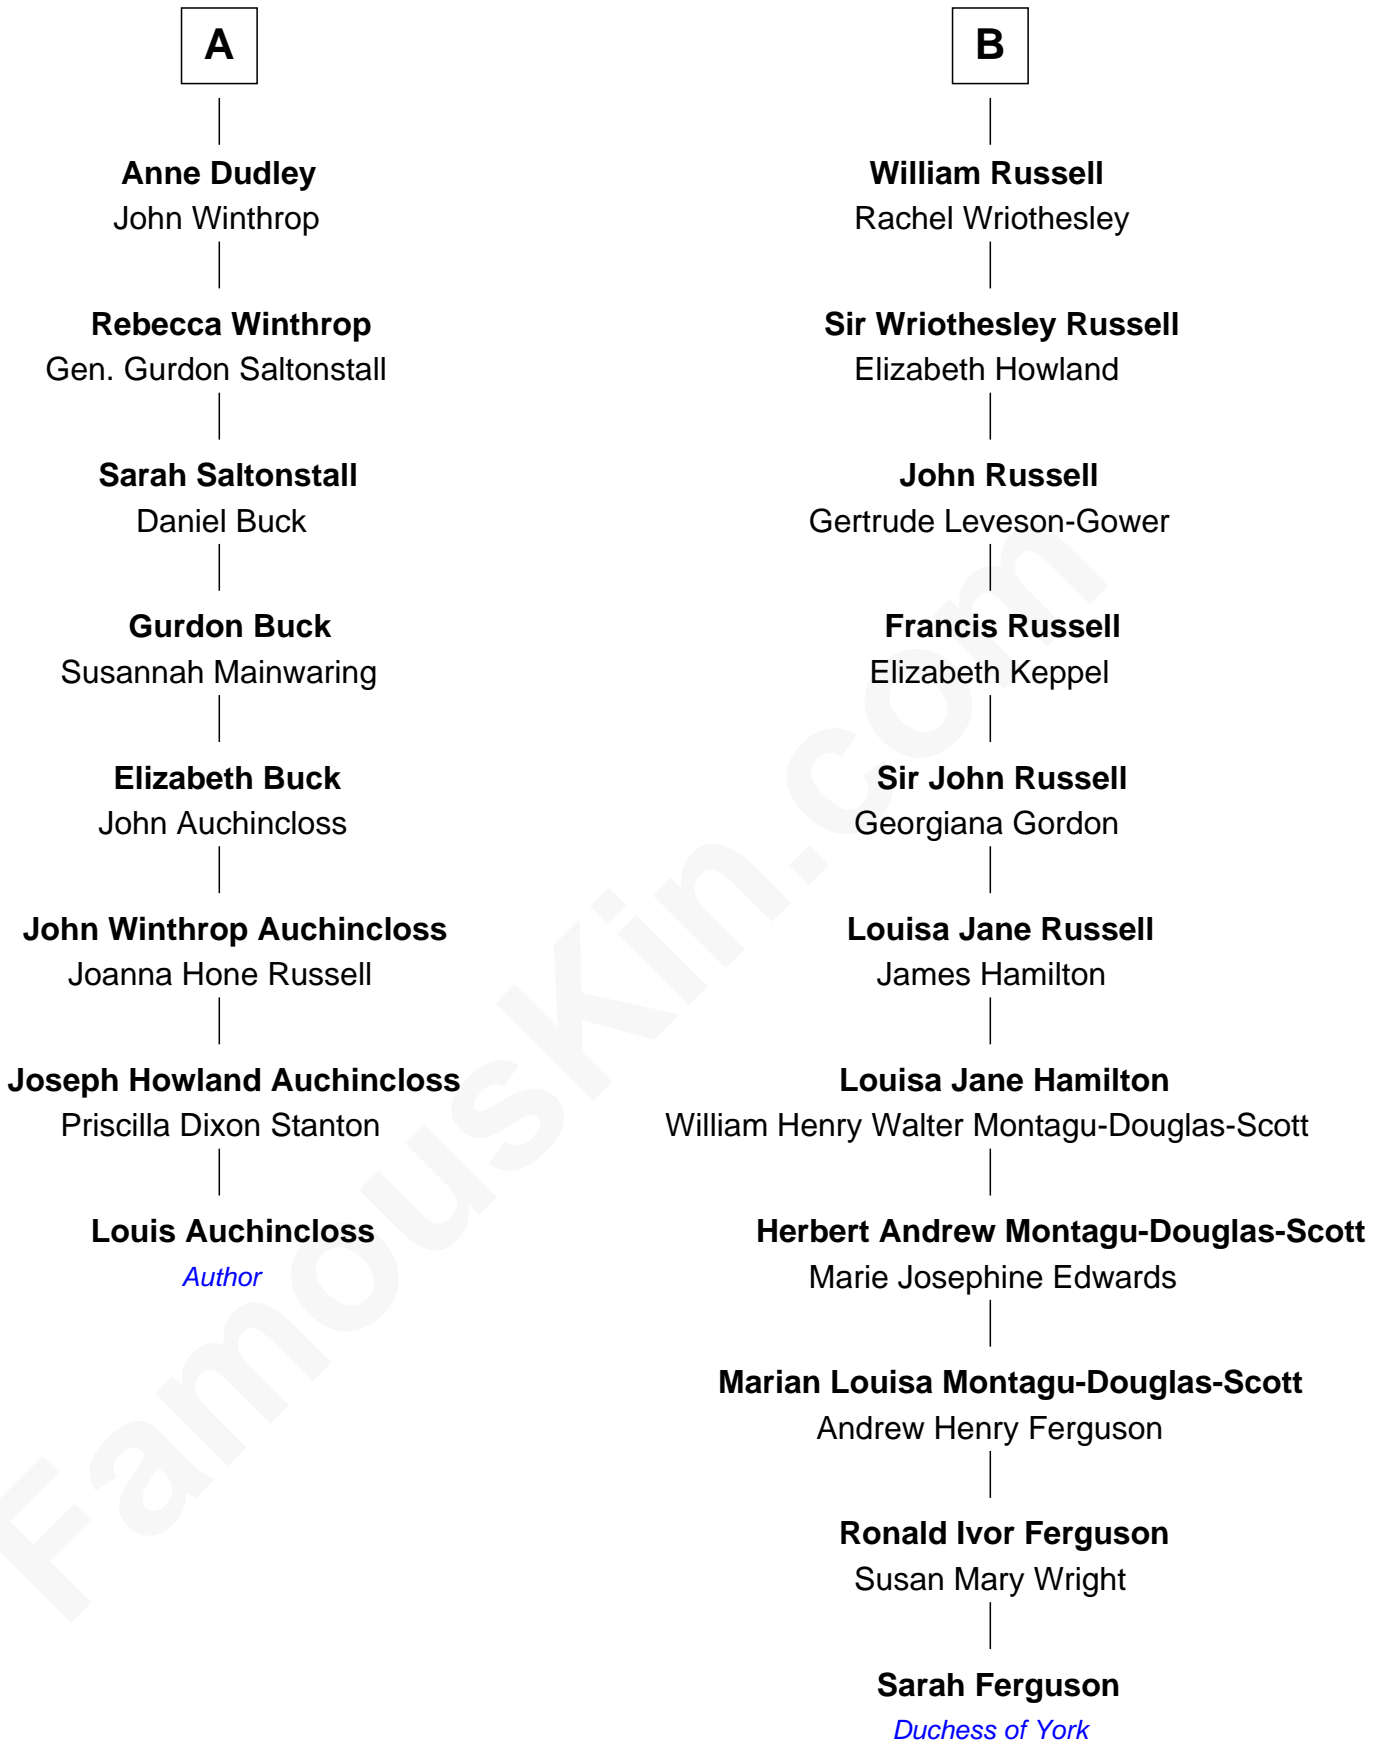 A
Anne Dudley
John Winthrop
Rebecca Winthrop
Gen. Gurdon Saltonstall
Sarah Saltonstall
Daniel Buck
Gurdon Buck
Susannah Mainwaring
Elizabeth Buck
John Auchincloss
John Winthrop Auchincloss
Joanna Hone Russell
Joseph Howland Auchincloss
Priscilla Dixon Stanton
Louis Auchincloss
Author
B
William Russell
Rachel Wriothesley
Sir Wriothesley Russell
Elizabeth Howland
John Russell
Gertrude Leveson-Gower
Francis Russell
Elizabeth Keppel
Sir John Russell
Georgiana Gordon
Louisa Jane Russell
James Hamilton
Louisa Jane Hamilton
William Henry Walter Montagu-Douglas-Scott
Herbert Andrew Montagu-Douglas-Scott
Marie Josephine Edwards
Marian Louisa Montagu-Douglas-Scott
Andrew Henry Ferguson
Ronald Ivor Ferguson
Susan Mary Wright
Sarah Ferguson
Duchess of York
FamousKin.com